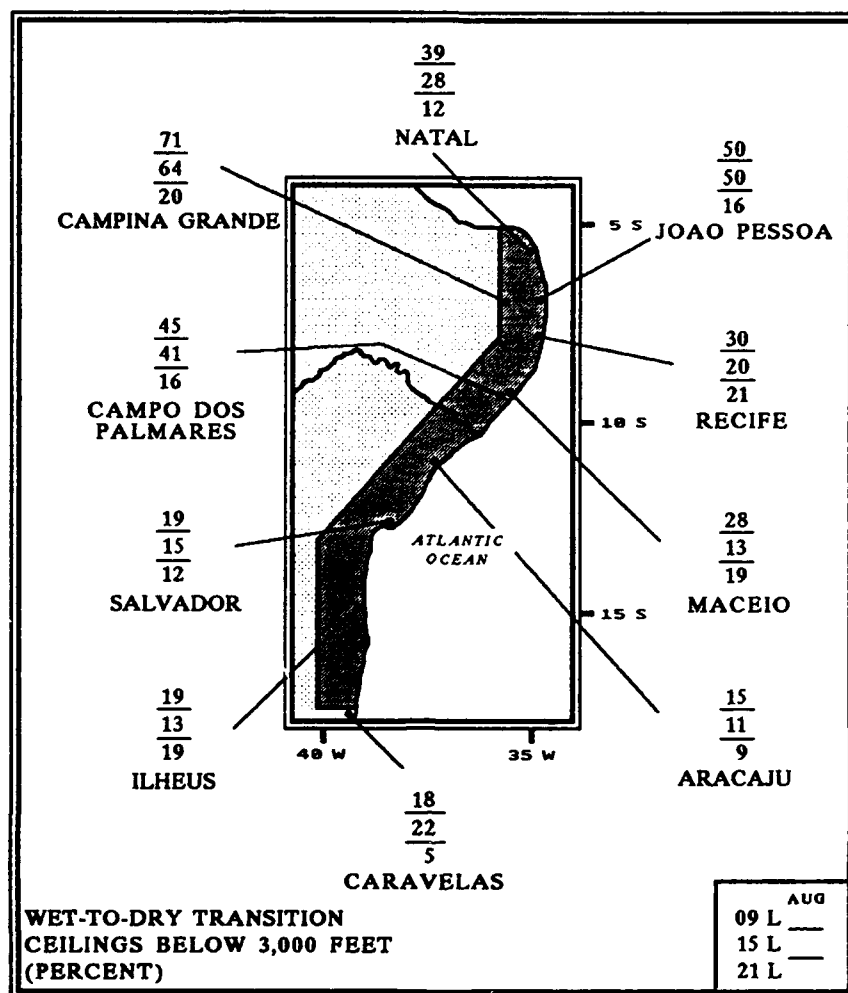 39
28
12
NATAL
71
64
20
CAMPINA GRANDE
50
50
16
JOAO PESSOA
5 S
45
41
16
CAMPO DOS
PALMARES
30
20
21
RECIFE
10 S
19
15
12
SALVADOR
ATLANTIC
OCEAN
28
13
19
MACEIO
15 S
19
13
19
ILHEUS
15
11
9
ARACAJU
40 W
35 W
18
22
5
CARAVELAS
WET-TO-DRY TRANSITION
CEILINGS BELOW 3,000 FEET
(PERCENT)
AUG
09 L
15 L
21 L